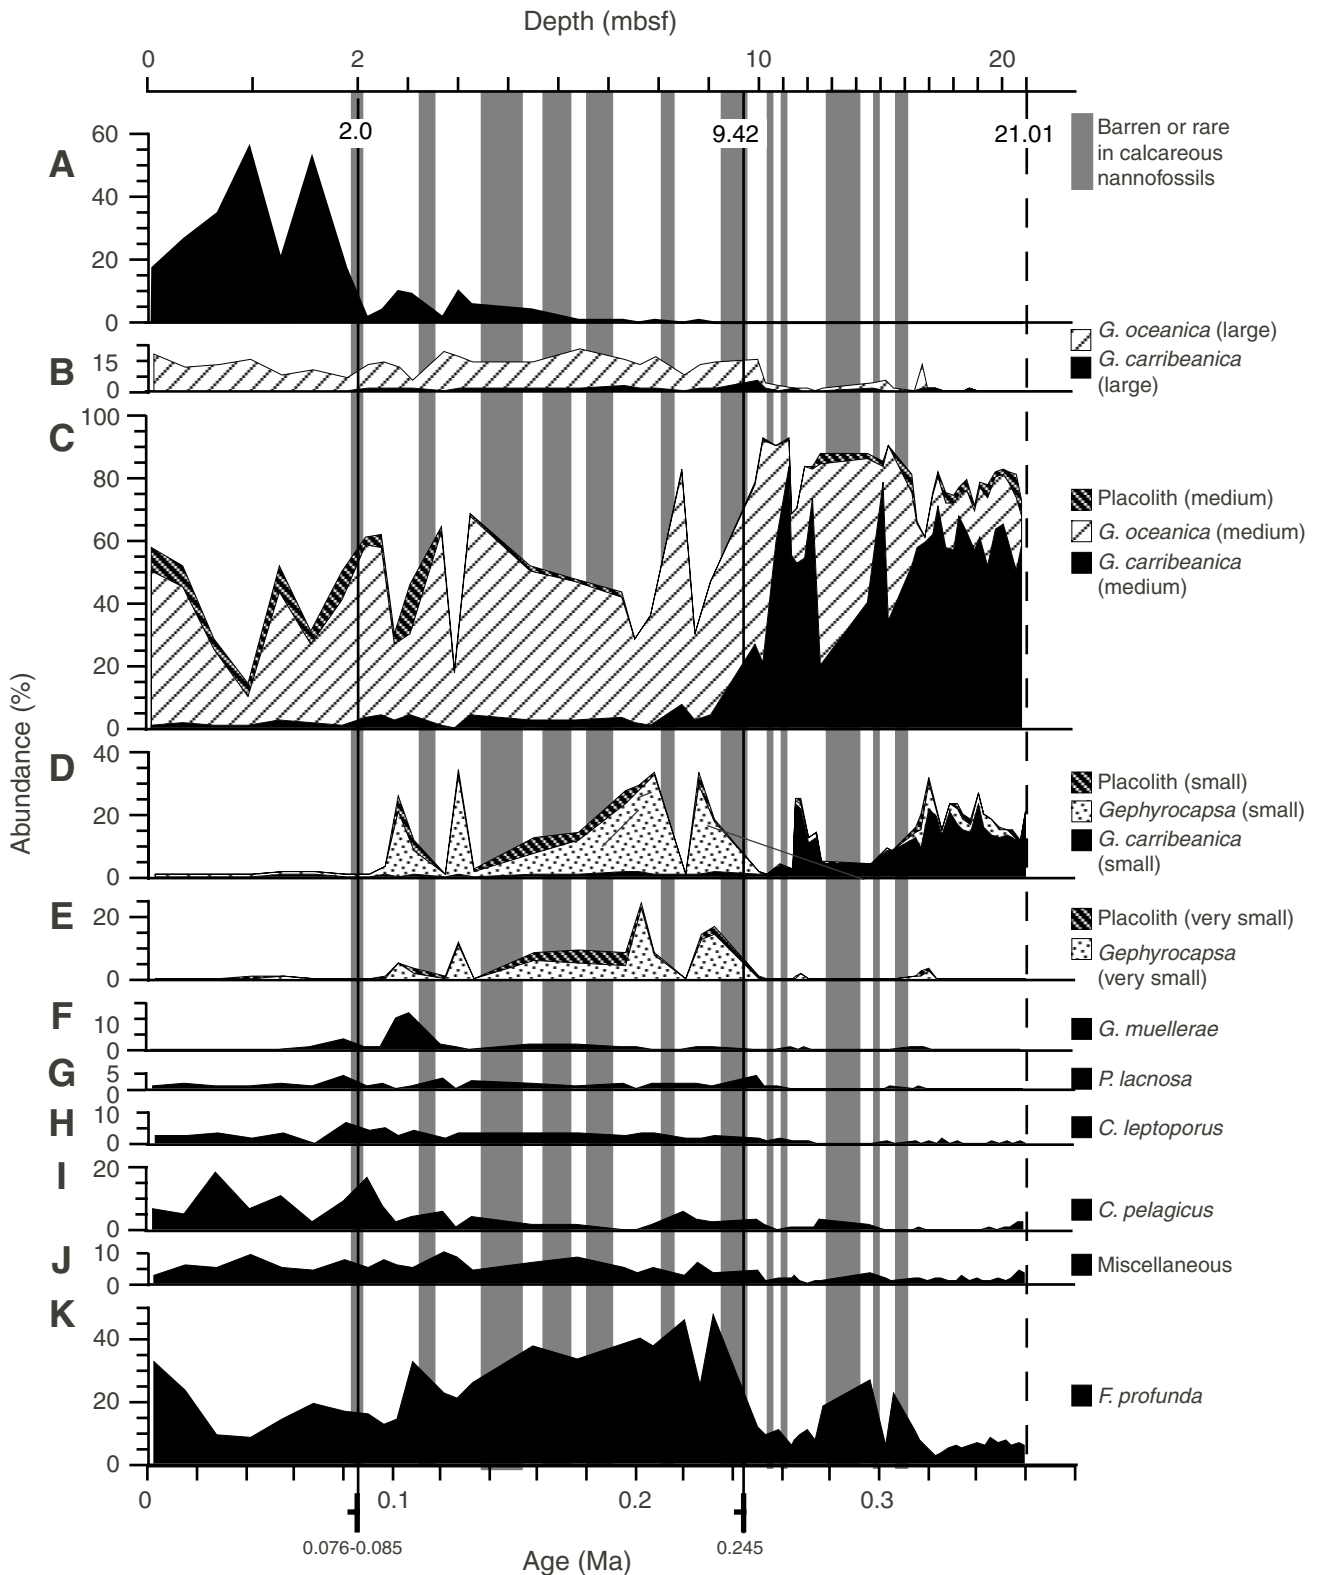 Depth (mbsf)
0 2 10 20
2.0 9.42 21.01
Barren or rare
in calcareous
nannofossils
A
60
40
20
0
G. oceanica (large)
G. carribeanica
(large)
B
15
0
C
100
80
60
40
20
0
Placolith (medium)
G. oceanica (medium)
G. carribeanica
(medium)
Abundance (%)
D
40
20
0
Placolith (small)
Gephyrocapsa (small)
G. carribeanica
(small)
E
20
0
Placolith (very small)
Gephyrocapsa
(very small)
F
10
0
G. muellerae
G
5
0
P. lacnosa
H
10
0
C. leptoporus
I
20
0
C. pelagicus
J
10
0
Miscellaneous
K
40
20
0
F. profunda
0 0.1 0.2 0.3
0.076-0.085 0.245
Age (Ma)